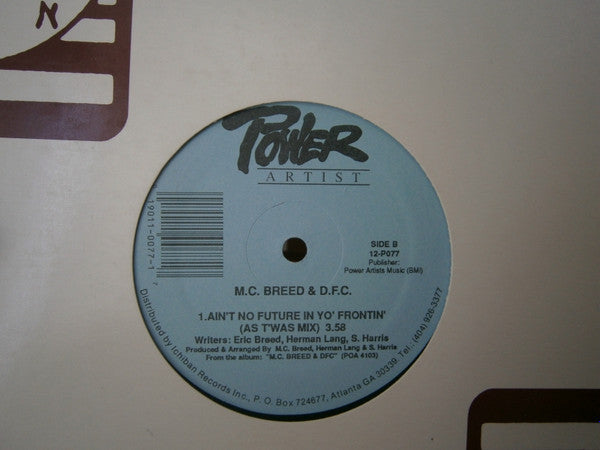 N
POWER
ARTIST
19011-0077-1
7
SIDE B
12-P077
Publisher:
Power Artists Music (BMI)
M.C. BREED & D.F.C.
1.AIN'T NO FUTURE IN YO' FRONTIN'
(AS T'WAS MIX) 3.58
Writers: Eric Breed, Herman Lang, S. Harris
Produced & Arranged By M.C. Breed, Herman Lang & S. Harris
From the album: "M.C. BREED & DFC" (POA 4103)
Distributed by Ichiban Records Inc., P. O. Box 724677, Atlanta GA 30339. Tel., (404) 926-3377